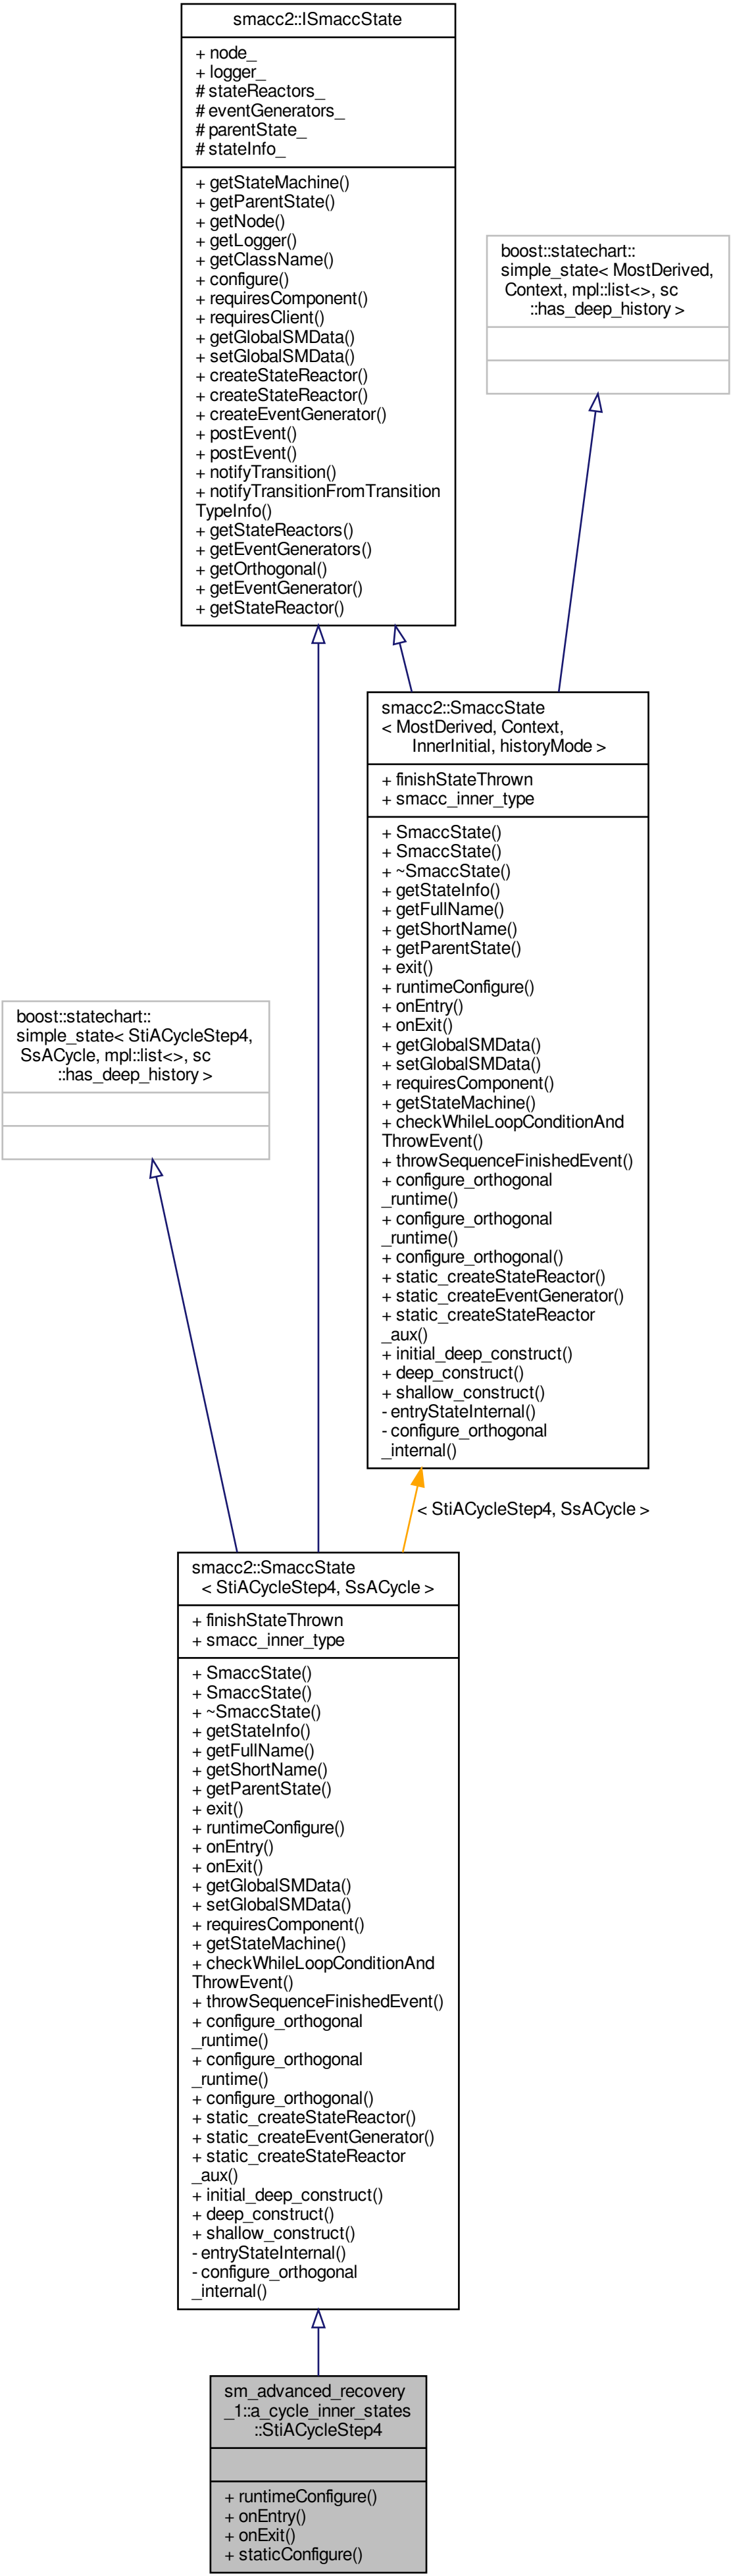 smacc2::ISmaccState
+ node_
+ logger_
# stateReactors_
# eventGenerators_
# parentState_
# stateInfo_
+ getStateMachine()
+ getParentState()
+ getNode()
+ getLogger()
+ getClassName()
+ configure()
+ requiresComponent()
+ requiresClient()
+ getGlobalSMData()
+ setGlobalSMData()
+ createStateReactor()
+ createStateReactor()
+ createEventGenerator()
+ postEvent()
+ postEvent()
+ notifyTransition()
+ notifyTransitionFromTransition
TypeInfo()
+ getStateReactors()
+ getEventGenerators()
+ getOrthogonal()
+ getEventGenerator()
+ getStateReactor()
boost::statechart::
simple_state< MostDerived,
Context, mpl::list<>, sc
::has_deep_history >
smacc2::SmaccState
< MostDerived, Context,
InnerInitial, historyMode >
+ finishStateThrown
+ smacc_inner_type
+ SmaccState()
+ SmaccState()
+ ~SmaccState()
+ getStateInfo()
+ getFullName()
+ getShortName()
+ getParentState()
+ exit()
+ runtimeConfigure()
+ onEntry()
+ onExit()
+ getGlobalSMData()
+ setGlobalSMData()
+ requiresComponent()
+ getStateMachine()
+ checkWhileLoopConditionAnd
ThrowEvent()
+ throwSequenceFinishedEvent()
+ configure_orthogonal
_runtime()
+ configure_orthogonal
_runtime()
+ configure_orthogonal()
+ static_createStateReactor()
+ static_createEventGenerator()
+ static_createStateReactor
_aux()
+ initial_deep_construct()
+ deep_construct()
+ shallow_construct()
- entryStateInternal()
- configure_orthogonal
_internal()
boost::statechart::
simple_state< StiACycleStep4,
SsACycle, mpl::list<>, sc
::has_deep_history >
< StiACycleStep4, SsACycle >
smacc2::SmaccState
< StiACycleStep4, SsACycle >
+ finishStateThrown
+ smacc_inner_type
+ SmaccState()
+ SmaccState()
+ ~SmaccState()
+ getStateInfo()
+ getFullName()
+ getShortName()
+ getParentState()
+ exit()
+ runtimeConfigure()
+ onEntry()
+ onExit()
+ getGlobalSMData()
+ setGlobalSMData()
+ requiresComponent()
+ getStateMachine()
+ checkWhileLoopConditionAnd
ThrowEvent()
+ throwSequenceFinishedEvent()
+ configure_orthogonal
_runtime()
+ configure_orthogonal
_runtime()
+ configure_orthogonal()
+ static_createStateReactor()
+ static_createEventGenerator()
+ static_createStateReactor
_aux()
+ initial_deep_construct()
+ deep_construct()
+ shallow_construct()
- entryStateInternal()
- configure_orthogonal
_internal()
sm_advanced_recovery
_1::a_cycle_inner_states
::StiACycleStep4
+ runtimeConfigure()
+ onEntry()
+ onExit()
+ staticConfigure()